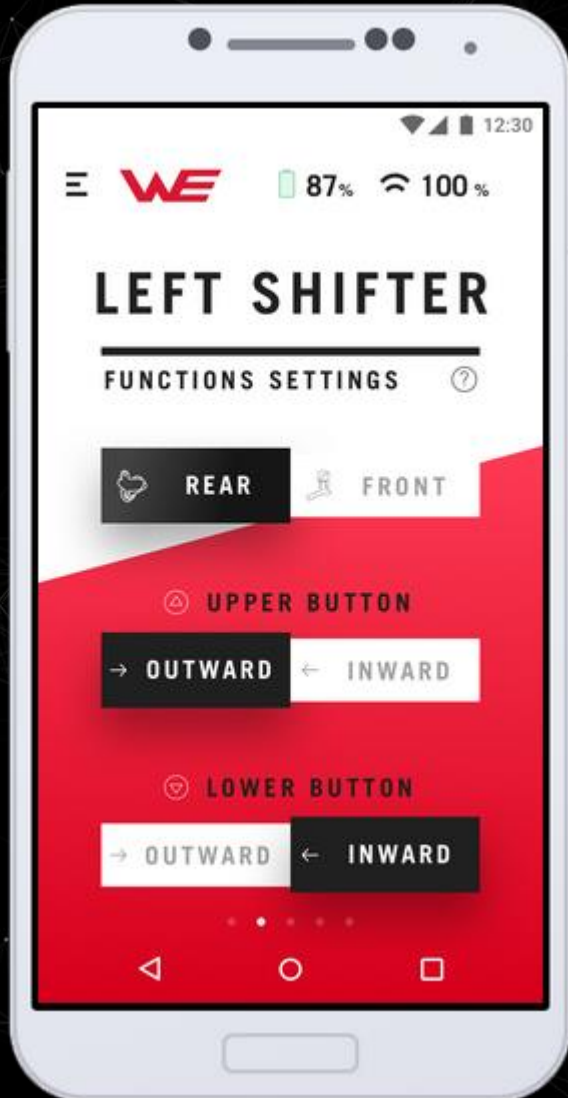 12:30
WE 87% 100%
LEFT SHIFTER
FUNCTIONS SETTINGS ?
REAR FRONT
UPPER BUTTON
→ OUTWARD ← INWARD
LOWER BUTTON
→ OUTWARD ← INWARD